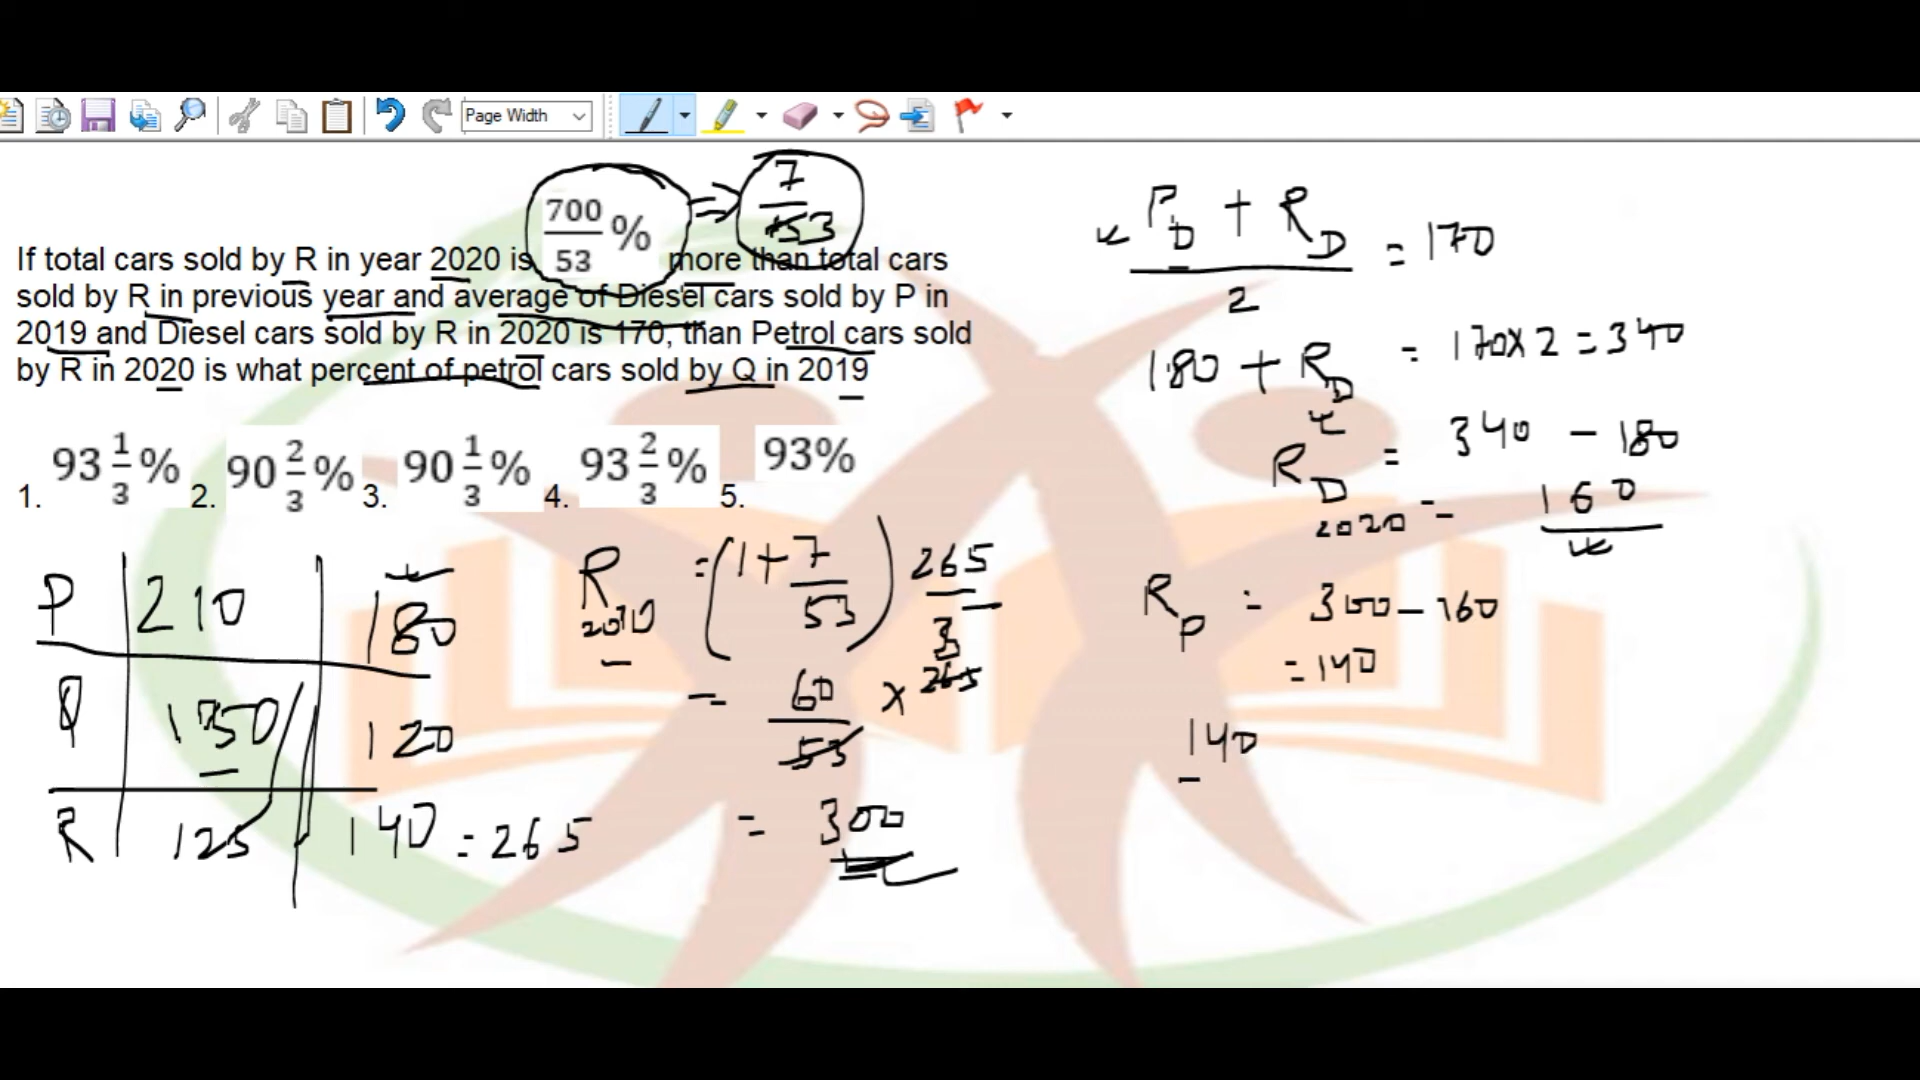 Page Width
700/53 % ⇒ 7/53
If total cars sold by R in year 2020 is more than total cars
sold by R in previous year and average of Diesel cars sold by P in
2019 and Diesel cars sold by R in 2020 is 170, than Petrol cars sold
by R in 2020 is what percent of petrol cars sold by Q in 2019
1. 93 1/3 % 2. 90 2/3 % 3. 90 1/3 % 4. 93 2/3 % 5. 93%
P 210 180
Q 150 120
R 125 140 = 265
R = (1 + 7/53) 265
= 60/53 × 265
= 300
P_D + R_D / 2 = 170
180 + R_D = 170×2 = 340
R_D 2020 = 340 - 180
= 160
R_P = 300 - 160
= 140
140